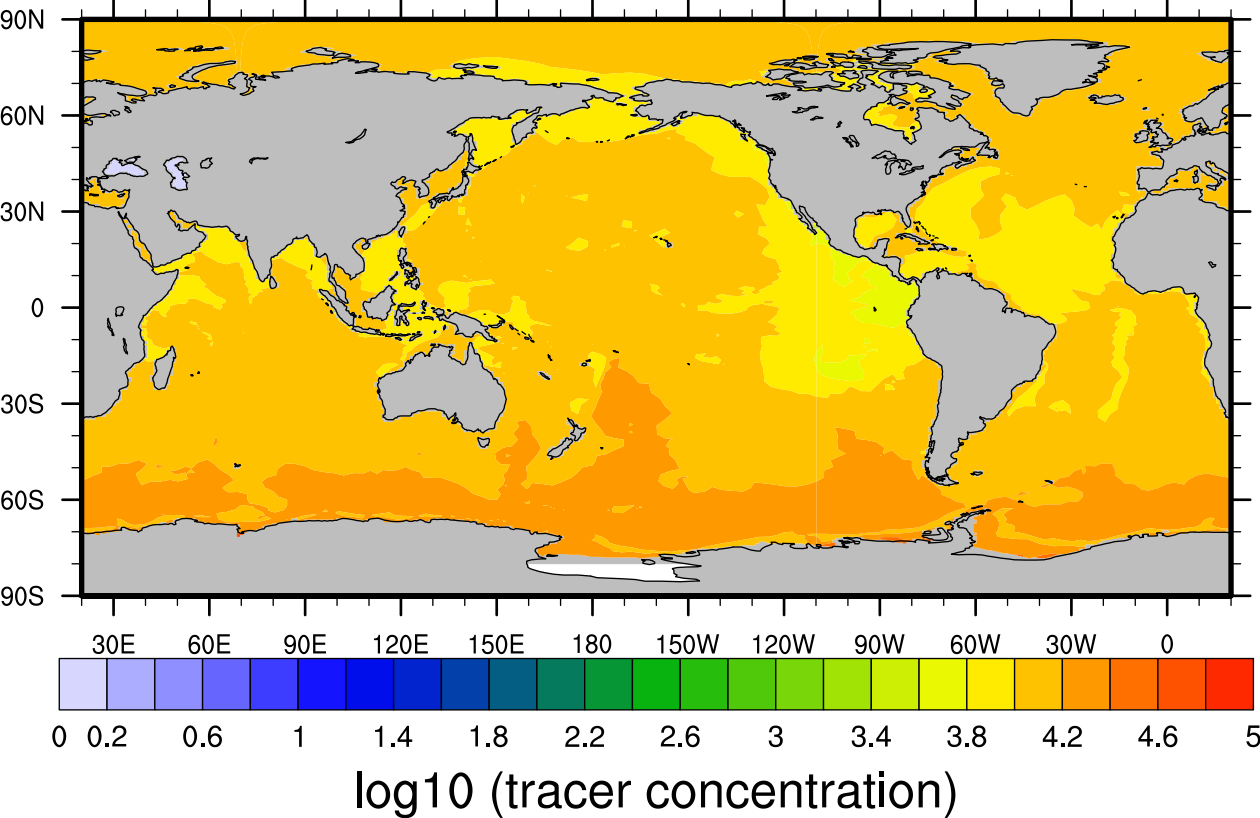 90N
60N
30N
0
30S
60S
90S
30E 60E 90E 120E 150E 180 150W 120W 90W 60W 30W 0
0 0.2 0.6 1 1.4 1.8 2.2 2.6 3 3.4 3.8 4.2 4.6 5
log10 (tracer concentration)